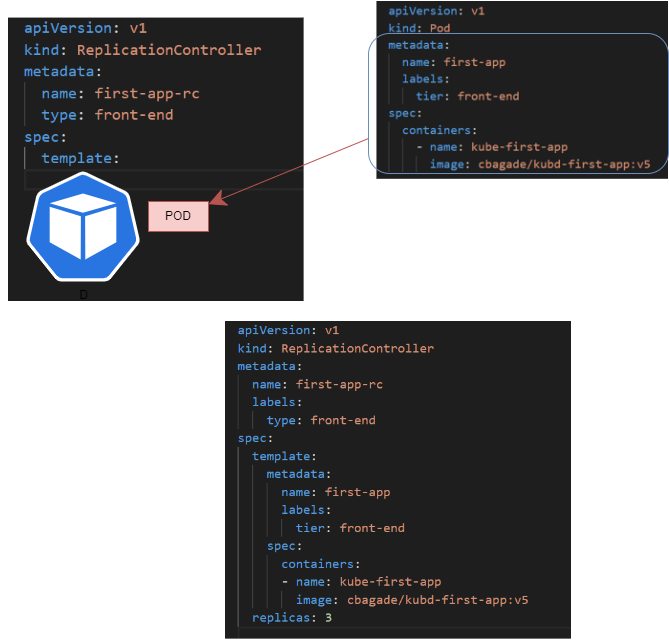 apiVersion: v1
kind: ReplicationController
metadata:
name: first-app-rc
type: front-end
spec:
template:
POD
D
apiVersion: v1
kind: Pod
metadata:
name: first-app
labels:
tier: front-end
spec:
containers:
- name: kube-first-app
image: cbagade/kubd-first-app:v5
apiVersion: v1
kind: ReplicationController
metadata:
name: first-app-rc
labels:
type: front-end
spec:
template:
metadata:
name: first-app
labels:
tier: front-end
spec:
containers:
- name: kube-first-app
image: cbagade/kubd-first-app:v5
replicas: 3